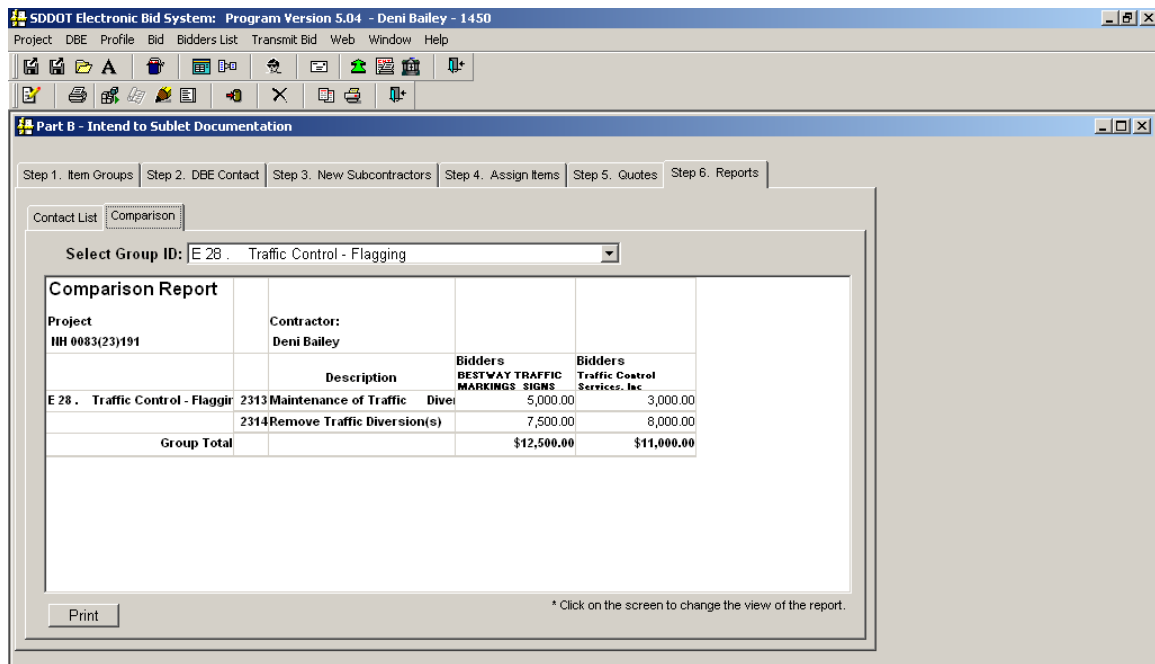 SDDOT Electronic Bid System: Program Version 5.04 - Deni Bailey - 1450
Project DBE Profile Bid Bidders List Transmit Bid Web Window Help
Part B - Intend to Sublet Documentation
Step 1. Item Groups Step 2. DBE Contact Step 3. New Subcontractors Step 4. Assign Items Step 5. Quotes Step 6. Reports
Contact List Comparison
Select Group ID: E 28 . Traffic Control - Flagging
Comparison Report
Project Contractor:
NH 0083(23)191 Deni Bailey
Bidders Bidders
Description BESTWAY TRAFFIC Traffic Control
MARKINGS SIGNS Services, Inc
E 28 . Traffic Control - Flaggin 2313 Maintenance of Traffic Diver 5,000.00 3,000.00
2314 Remove Traffic Diversion(s) 7,500.00 8,000.00
Group Total $12,500.00 $11,000.00
Print
* Click on the screen to change the view of the report.